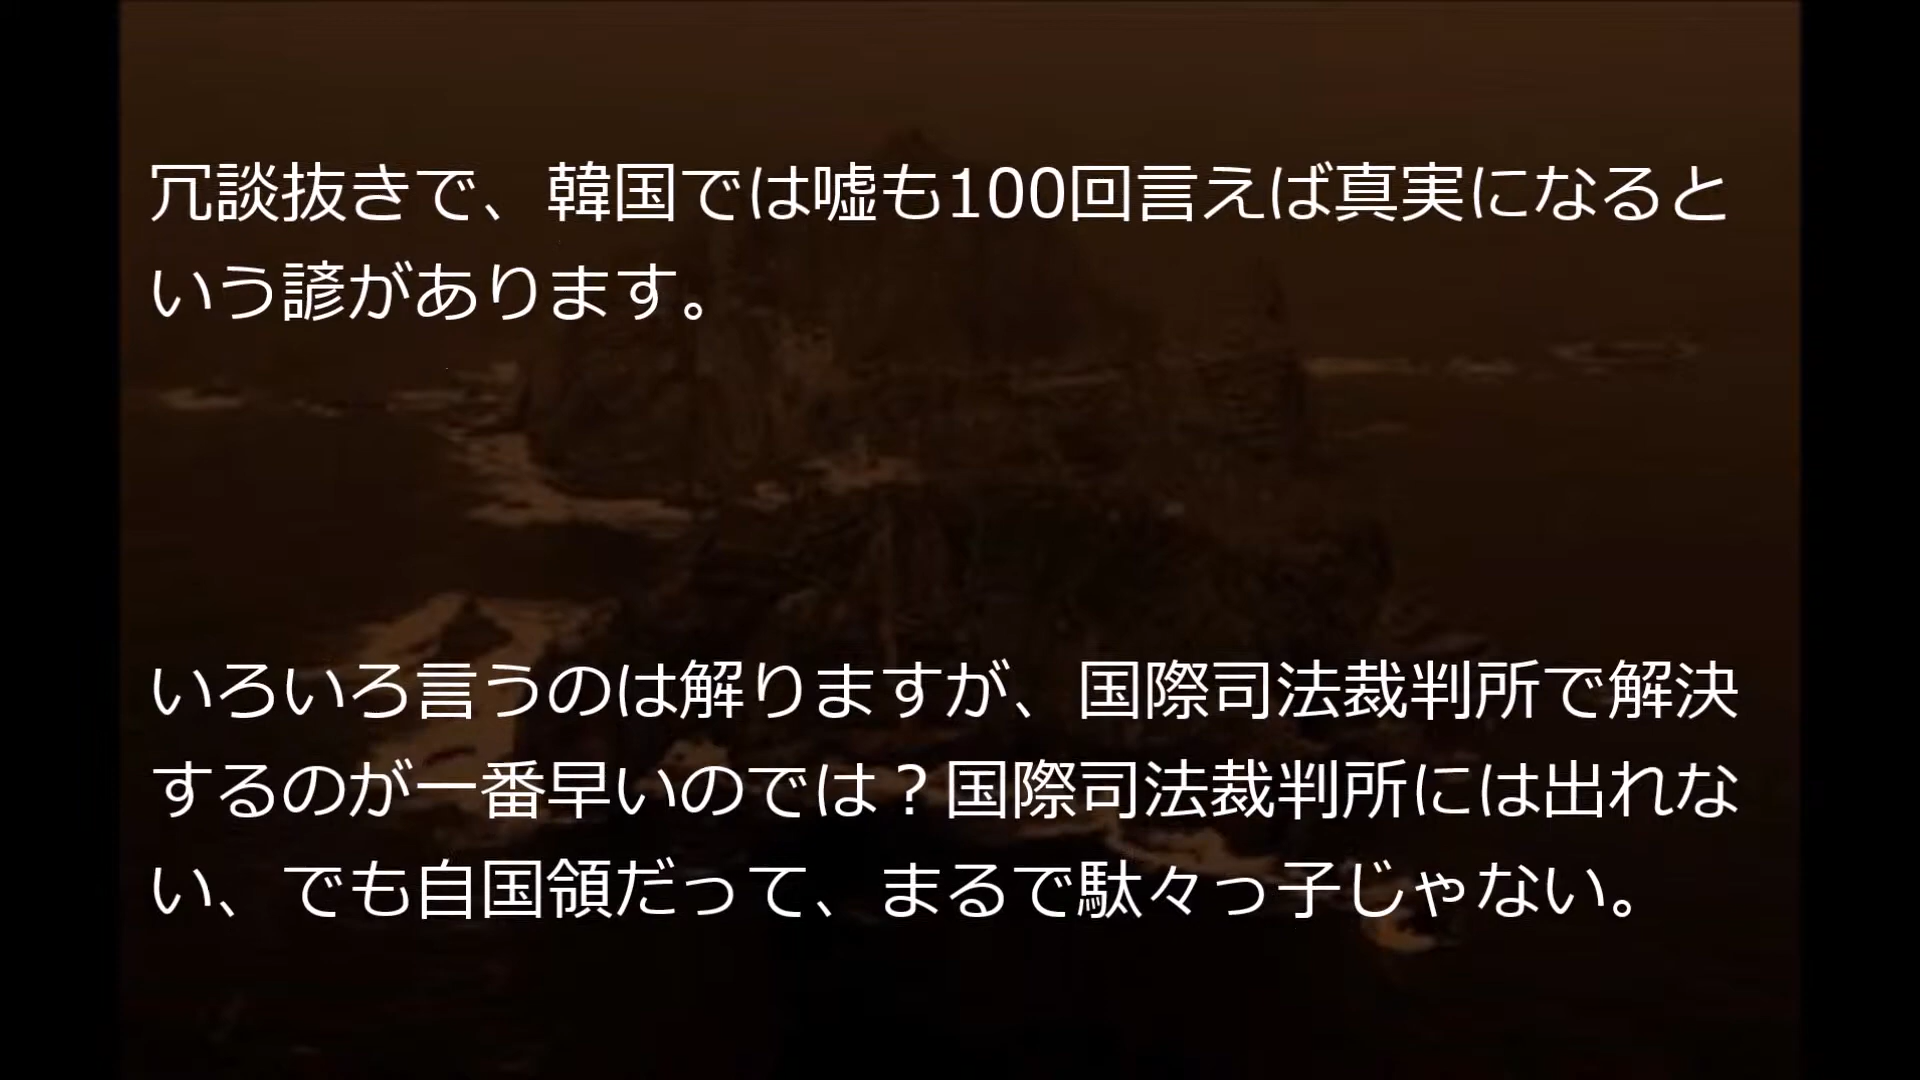 冗談抜きで、韓国では嘘も100回言えば真実になると
いう諺があります。
いろいろ言うのは解りますが、国際司法裁判所で解決
するのが一番早いのでは？国際司法裁判所には出れな
い、でも自国領だって、まるで駄々っ子じゃない。